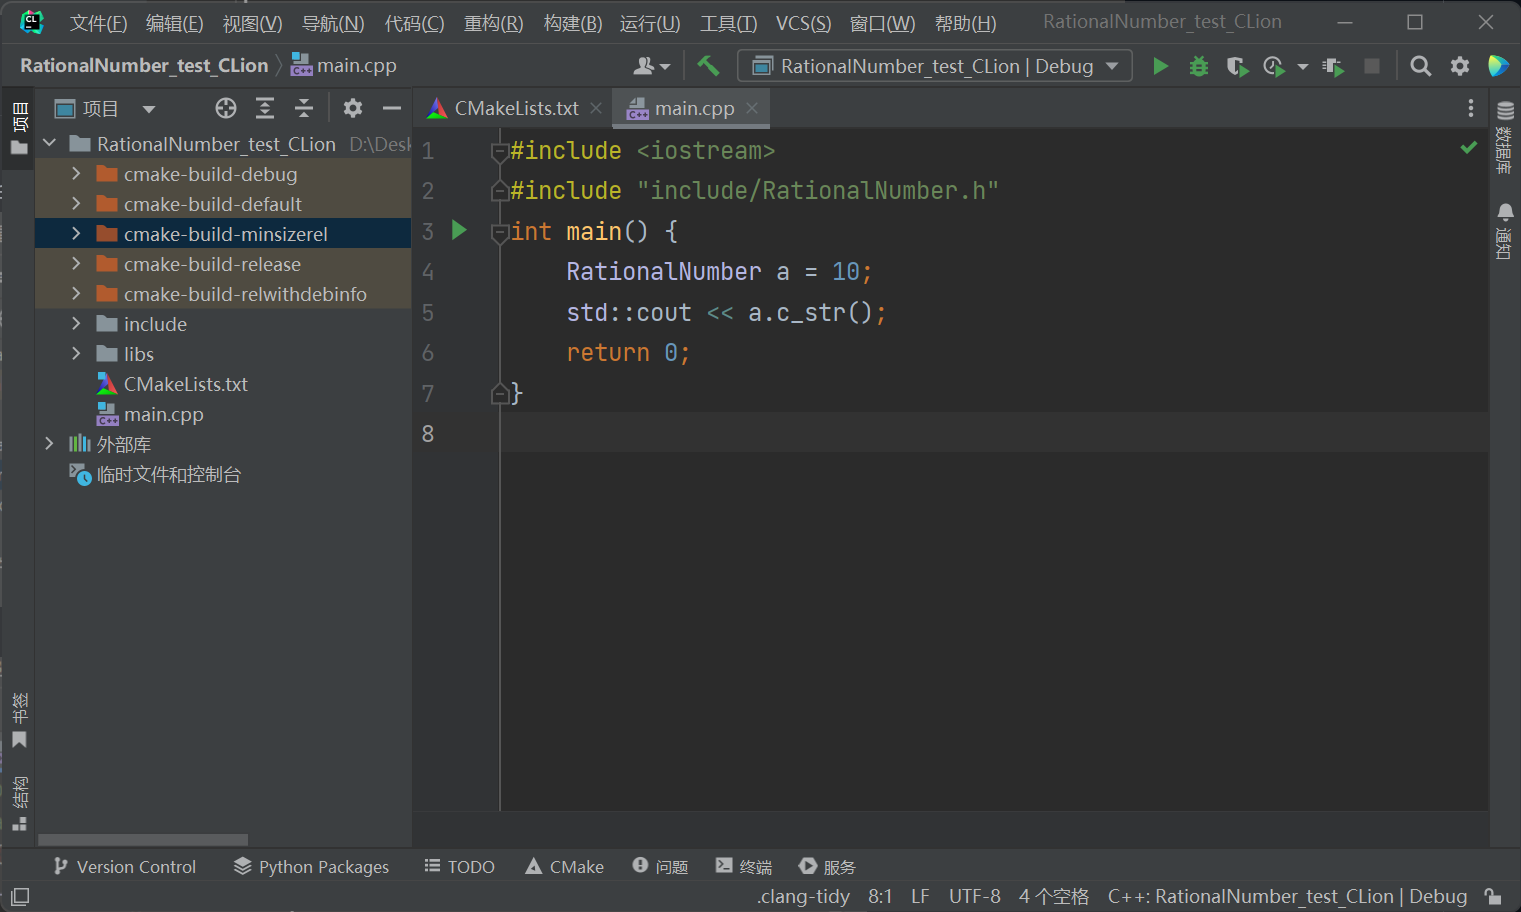 文件(F) 编辑(E) 视图(V) 导航(N) 代码(C) 重构(R) 构建(B) 运行(U) 工具(T) VCS(S) 窗口(W) 帮助(H) RationalNumber_test_CLion
RationalNumber_test_CLion main.cpp RationalNumber_test_CLion | Debug
项目 CMakeLists.txt main.cpp
项目
RationalNumber_test_CLion D:\Desk
cmake-build-debug
cmake-build-default
cmake-build-minsizerel
cmake-build-release
cmake-build-relwithdebinfo
include
libs
CMakeLists.txt
main.cpp
外部库
临时文件和控制台
1 #include <iostream>
2 #include "include/RationalNumber.h"
3 int main() {
4     RationalNumber a = 10;
5     std::cout << a.c_str();
6     return 0;
7 }
8
数据库
通知
书签
结构
Version Control Python Packages TODO CMake 问题 终端 服务
.clang-tidy 8:1 LF UTF-8 4 个空格 C++: RationalNumber_test_CLion | Debug